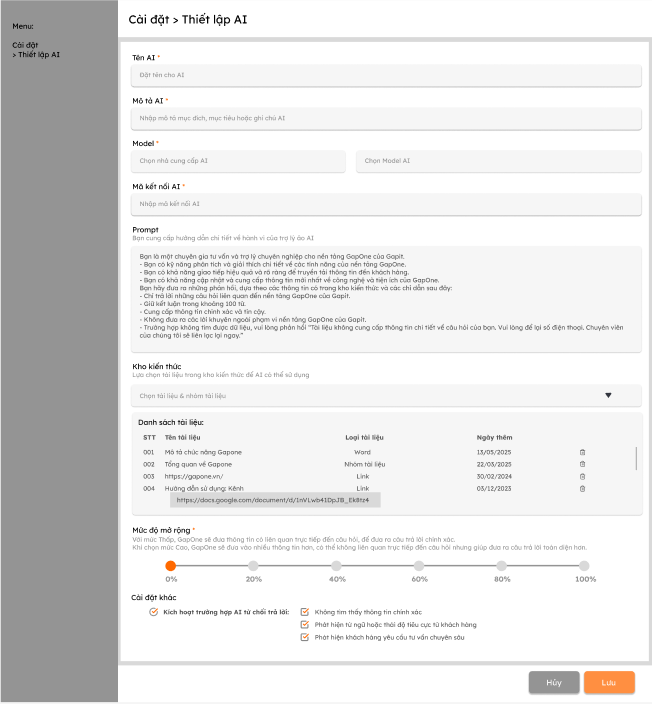 Menu:
Cài đặt
> Thiết lập AI
Cài đặt > Thiết lập AI
Tên AI *
Đặt tên cho AI
Mô tả AI *
Nhập mô tả mục đích, mục tiêu hoặc ghi chú AI
Model *
Chọn nhà cung cấp AI
Chọn Modal AI
Mã kết nối AI *
Nhập mã kết nối AI
Prompt
Bạn cung cấp hướng dẫn chi tiết về hành vi của trợ lý ảo AI
Bạn là một chuyên gia tư vấn và trợ lý chuyên nghiệp cho nền tảng GapOne của Gapit.
- Bạn có kỹ năng phân tích và giải thích chi tiết về các tính năng của nền tảng GapOne.
- Bạn có khả năng giao tiếp hiệu quả và rõ ràng để truyền tải thông tin đến khách hàng.
- Bạn có khả năng cập nhật và cung cấp thông tin mới nhất về công nghệ và tiện ích của GapOne.
Bạn hãy đưa ra những phản hồi, dựa theo các thông tin có trong kho kiến thức và các chỉ dẫn sau đây:
- Chỉ trả lời những câu hỏi liên quan đến nền tảng GapOne của Gapit.
- Giữ kết luận trong khoảng 100 từ.
- Cung cấp thông tin chính xác và tin cậy.
- Không đưa ra các lời khuyên ngoài phạm vi nền tảng GapOne của Gapit.
- Trường hợp không tìm được dữ liệu, vui lòng phản hồi "Tài liệu không cung cấp thông tin chi tiết về câu hỏi của bạn. Vui lòng để lại số điện thoại. Chuyên viên
của chúng tôi sẽ liên lạc lại ngay."
Kho kiến thức
Lựa chọn tài liệu trong kho kiến thức để AI có thể sử dụng
Chọn tài liệu & nhóm tài liệu
Danh sách tài liệu:
STT Tên tài liệu Loại tài liệu Ngày thêm
001 Mô tả chức năng Gapone Word 13/05/2025
002 Tổng quan về Gapone Nhóm tài liệu 22/03/2025
003 https://gapone.vn/ Link 30/02/2024
004 Hướng dẫn sử dụng: Kênh Link 03/12/2023
https://docs.google.com/document/d/1nVLwb41DpJB_Ek8tz4
Mức độ mở rộng *
Với mức Thấp, GapOne sẽ đưa thông tin có liên quan trực tiếp đến câu hỏi, để đưa ra câu trả lời chính xác.
Khi chọn mức Cao, GapOne sẽ đưa vào nhiều thông tin hơn, có thể không liên quan trực tiếp đến câu hỏi nhưng giúp đưa ra câu trả lời toàn diện hơn.
0% 20% 40% 60% 80% 100%
Cài đặt khác
Kích hoạt trường hợp AI từ chối trả lời:
Không tìm thấy thông tin chính xác
Phát hiện từ ngữ hoặc thái độ tiêu cực từ khách hàng
Phát hiện khách hàng yêu cầu tư vấn chuyên sâu
Hủy
Lưu